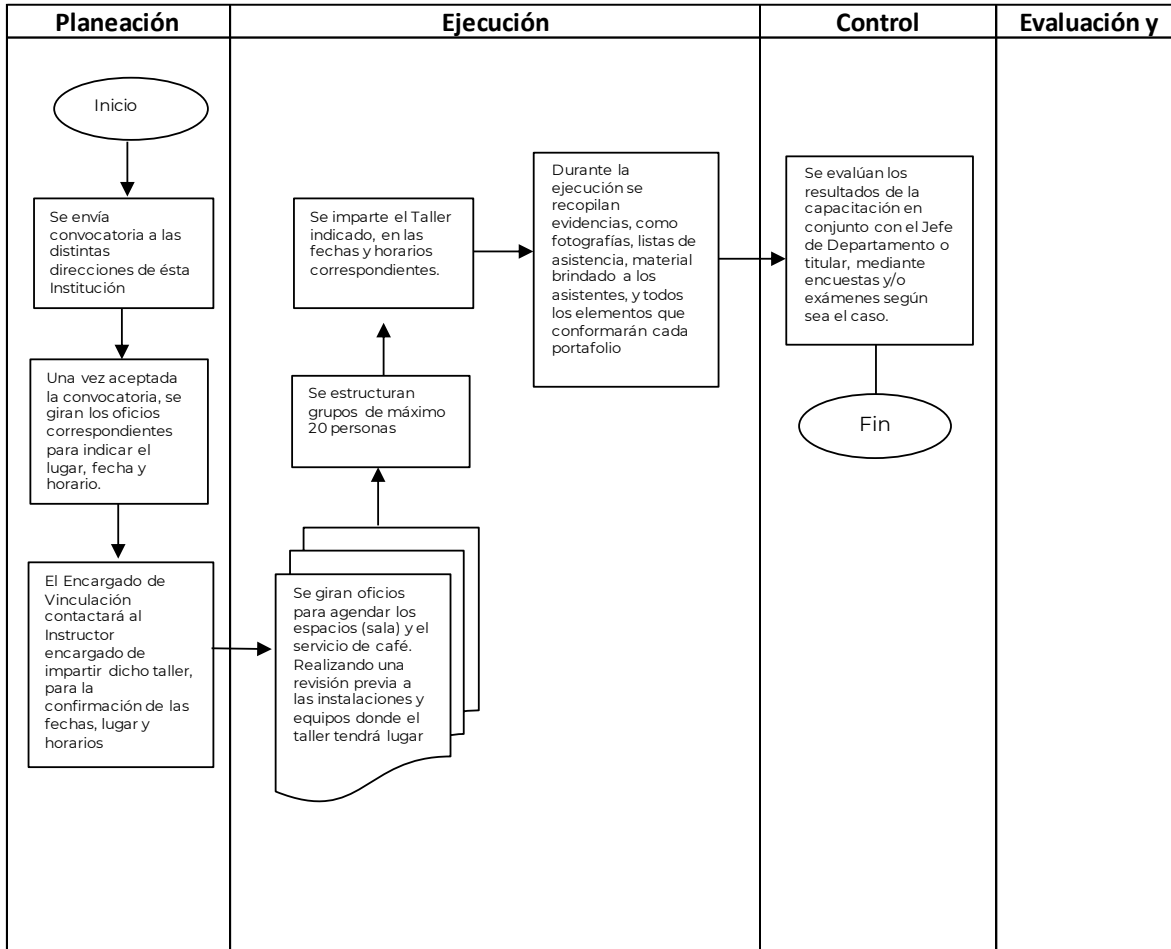 Planeación
Ejecución
Control
Evaluación y
Inicio
Se envía
convocatoria a las
distintas
direcciones de ésta
Institución
Una vez aceptada
la convocatoria, se
giran los oficios
correspondientes
para indicar el
lugar, fecha y
horario.
El Encargado de
Vinculación
contactará al
Instructor
encargado de
impartir dicho taller,
para la
confirmación de las
fechas, lugar y
horarios
Se giran oficios
para agendar los
espacios (sala) y el
servicio de café.
Realizando una
revisión previa a
las instalaciones y
equipos donde el
taller tendrá lugar
Se estructuran
grupos de máximo
20 personas
Se imparte el Taller
indicado, en las
fechas y horarios
correspondientes.
Durante la
ejecución se
recopilan
evidencias, como
fotografías, listas de
asistencia, material
brindado a los
asistentes, y todos
los elementos que
conformarán cada
portafolio
Se evalúan los
resultados de la
capacitación en
conjunto con el Jefe
de Departamento o
titular, mediante
encuestas y/o
exámenes según
sea el caso.
Fin